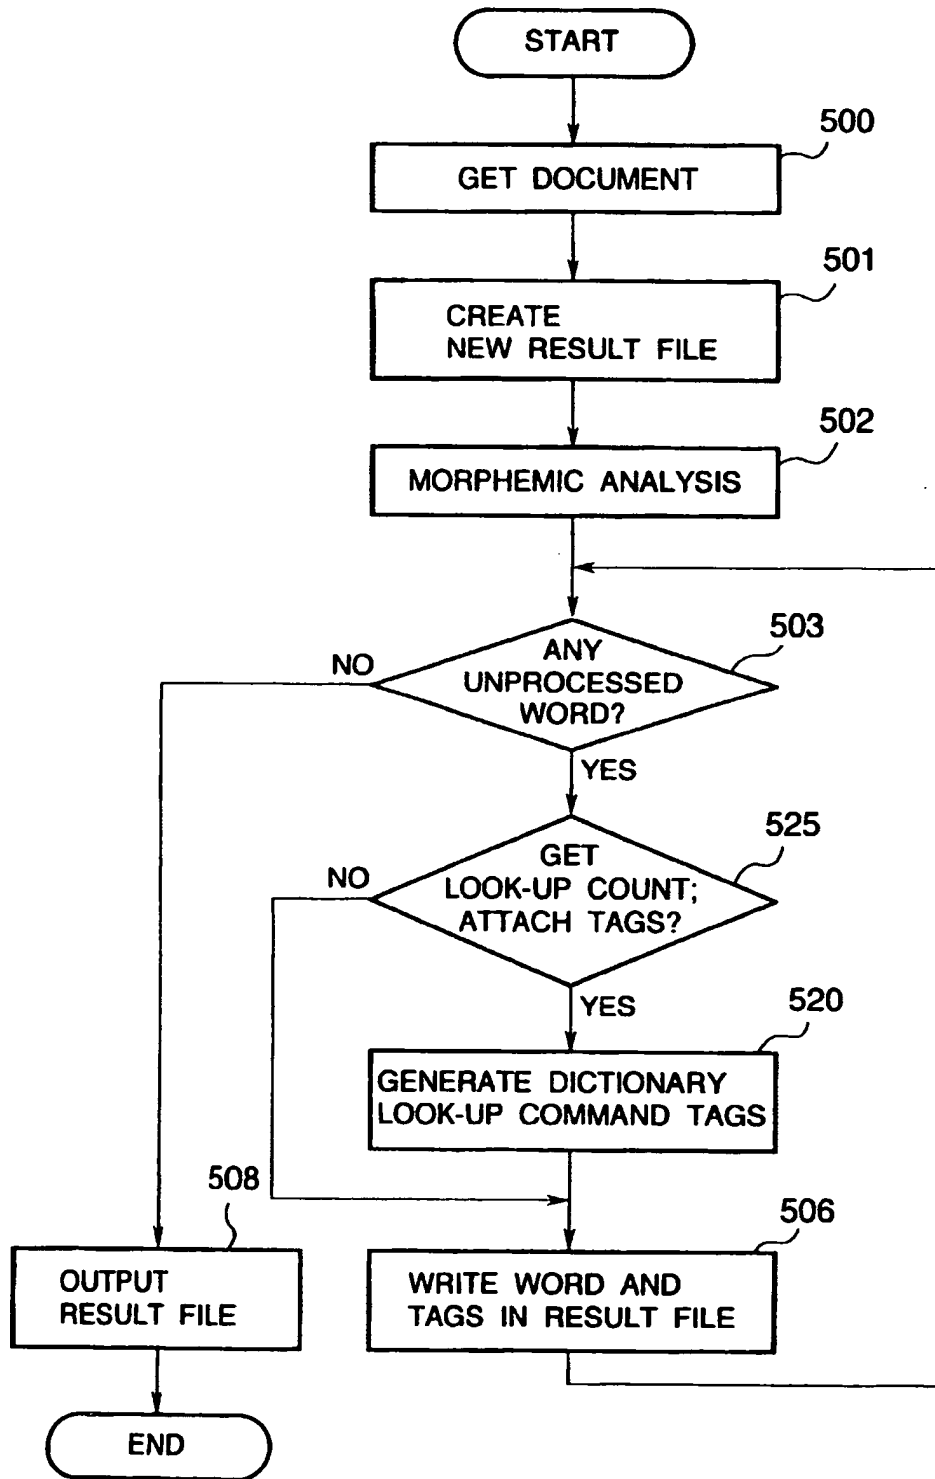 START
500
GET DOCUMENT
501
CREATE
NEW RESULT FILE
502
MORPHEMIC ANALYSIS
503
ANY
UNPROCESSED
WORD?
NO
YES
525
GET
LOOK-UP COUNT;
ATTACH TAGS?
NO
YES
520
GENERATE DICTIONARY
LOOK-UP COMMAND TAGS
508
OUTPUT
RESULT FILE
506
WRITE WORD AND
TAGS IN RESULT FILE
END